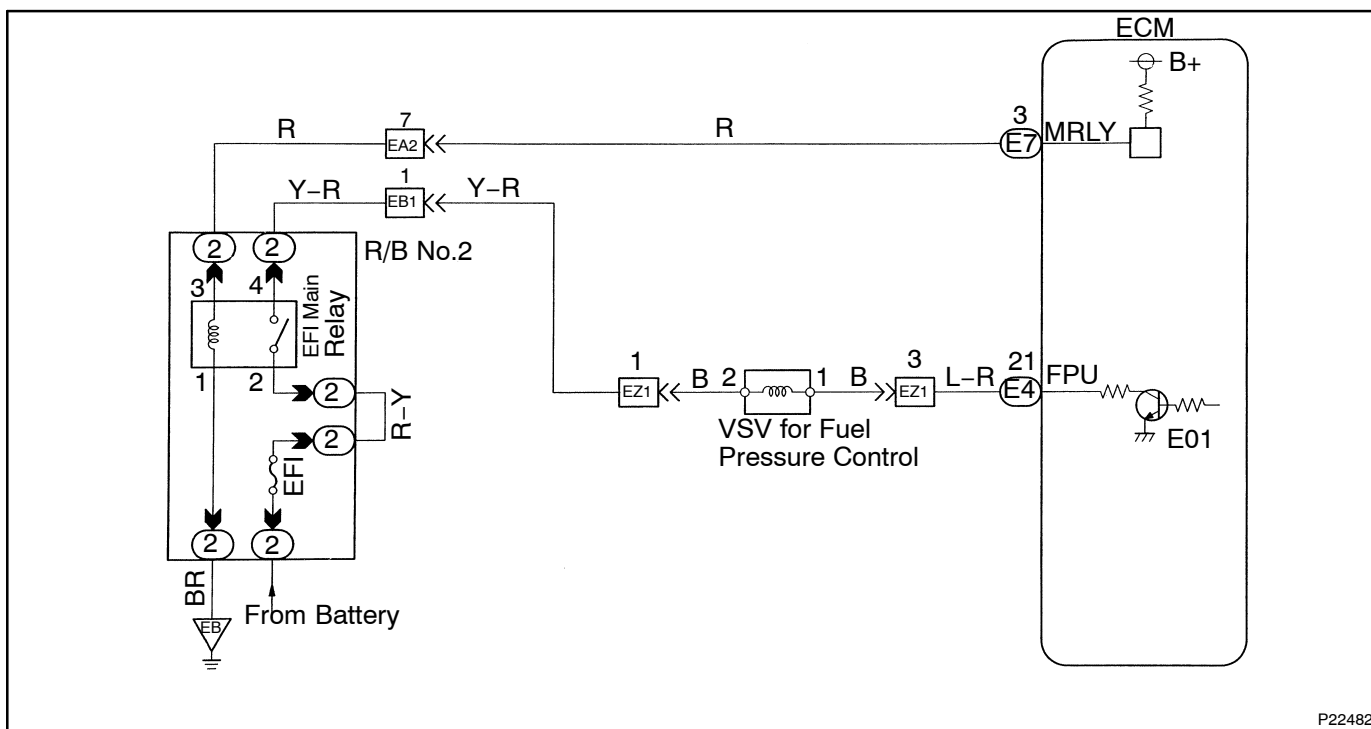 ECM
B+
7
3
R
EA2
R
E7
MRLY
1
Y–R
EB1
Y–R
2
2
R/B No.2
3
4
EFI Main
Relay
1
2
2
R–Y
2
EFI
2
2
BR
EB
From Battery
1
EZ1
B
2
1
B
3
EZ1
L–R
21
E4
FPU
E01
VSV for Fuel
Pressure Control
P22482